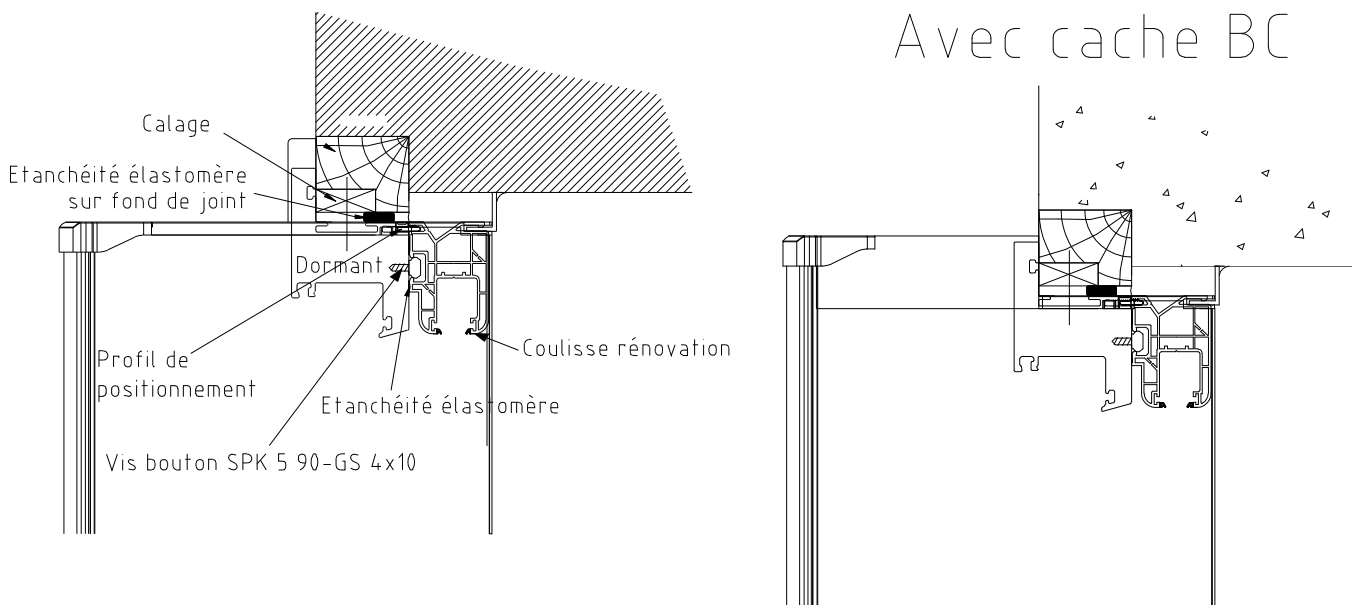 Avec cache BC
Calage
Etanchéité élastomère
sur fond de joint
Dormant
Profil de
positionnement
Coulisse rénovation
Etanchéité élastomère
Vis bouton SPK 5 90-GS 4x10